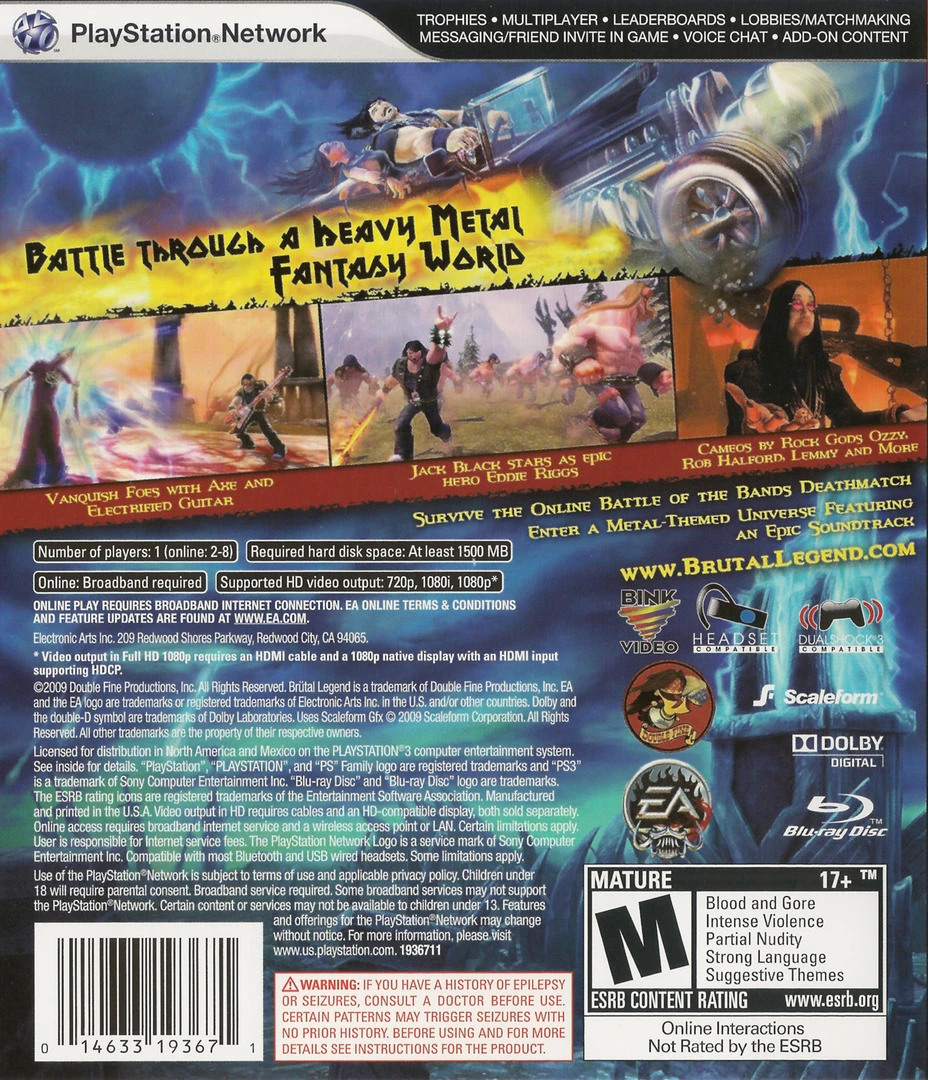 PlayStation®Network
TROPHIES • MULTIPLAYER • LEADERBOARDS • LOBBIES/MATCHMAKING
MESSAGING/FRIEND INVITE IN GAME • VOICE CHAT • ADD-ON CONTENT
BATTLE THROUGH A HEAVY METAL
FANTASY WORLD
VANQUISH FOES WITH AXE AND
ELECTRIFIED GUITAR
JACK BLACK STARS AS EPIC
HERO EDDIE RIGGS
CAMEOS BY ROCK GODS OZZY,
ROB HALFORD, LEMMY AND MORE
SURVIVE THE ONLINE BATTLE OF THE BANDS DEATHMATCH
ENTER A METAL-THEMED UNIVERSE FEATURING
AN EPIC SOUNDTRACK
WWW.BRUTALLEGEND.COM
Number of players: 1 (online: 2-8)
Required hard disk space: At least 1500 MB
Online: Broadband required
Supported HD video output: 720p, 1080i, 1080p*
ONLINE PLAY REQUIRES BROADBAND INTERNET CONNECTION. EA ONLINE TERMS & CONDITIONS
AND FEATURE UPDATES ARE FOUND AT WWW.EA.COM.
Electronic Arts Inc. 209 Redwood Shores Parkway, Redwood City, CA 94065.
* Video output in Full HD 1080p requires an HDMI cable and a 1080p native display with an HDMI input
supporting HDCP.
©2009 Double Fine Productions, Inc. All Rights Reserved. Brütal Legend is a trademark of Double Fine Productions, Inc. EA
and the EA logo are trademarks or registered trademarks of Electronic Arts Inc. in the U.S. and/or other countries. Dolby and
the double-D symbol are trademarks of Dolby Laboratories. Uses Scaleform Gfx © 2009 Scaleform Corporation. All Rights
Reserved. All other trademarks are the property of their respective owners.
Licensed for distribution in North America and Mexico on the PLAYSTATION®3 computer entertainment system.
See inside for details. “PlayStation”, “PLAYSTATION”, and “PS” Family logo are registered trademarks and “PS3”
is a trademark of Sony Computer Entertainment Inc. “Blu-ray Disc” and “Blu-ray Disc” logo are trademarks.
The ESRB rating icons are registered trademarks of the Entertainment Software Association. Manufactured
and printed in the U.S.A. Video output in HD requires cables and an HD-compatible display, both sold separately.
Online access requires broadband internet service and a wireless access point or LAN. Certain limitations apply.
User is responsible for Internet service fees. The PlayStation Network Logo is a service mark of Sony Computer
Entertainment Inc. Compatible with most Bluetooth and USB wired headsets. Some limitations apply.
Use of the PlayStation®Network is subject to terms of use and applicable privacy policy. Children under
18 will require parental consent. Broadband service required. Some broadband services may not support
the PlayStation®Network. Certain content or services may not be available to children under 13. Features
and offerings for the PlayStation®Network may change
without notice. For more information, please visit
www.us.playstation.com. 1936711
BINK
VIDEO
HEADSET
COMPATIBLE
DUALSHOCK®3
COMPATIBLE
DOUBLE FINE
Scaleform
EA
DOLBY
DIGITAL
Blu-ray Disc™
MATURE 17+ ™
M
Blood and Gore
Intense Violence
Partial Nudity
Strong Language
Suggestive Themes
ESRB CONTENT RATING www.esrb.org
Online Interactions
Not Rated by the ESRB
0 14633 19367 1
WARNING: IF YOU HAVE A HISTORY OF EPILEPSY
OR SEIZURES, CONSULT A DOCTOR BEFORE USE.
CERTAIN PATTERNS MAY TRIGGER SEIZURES WITH
NO PRIOR HISTORY. BEFORE USING AND FOR MORE
DETAILS SEE INSTRUCTIONS FOR THE PRODUCT.